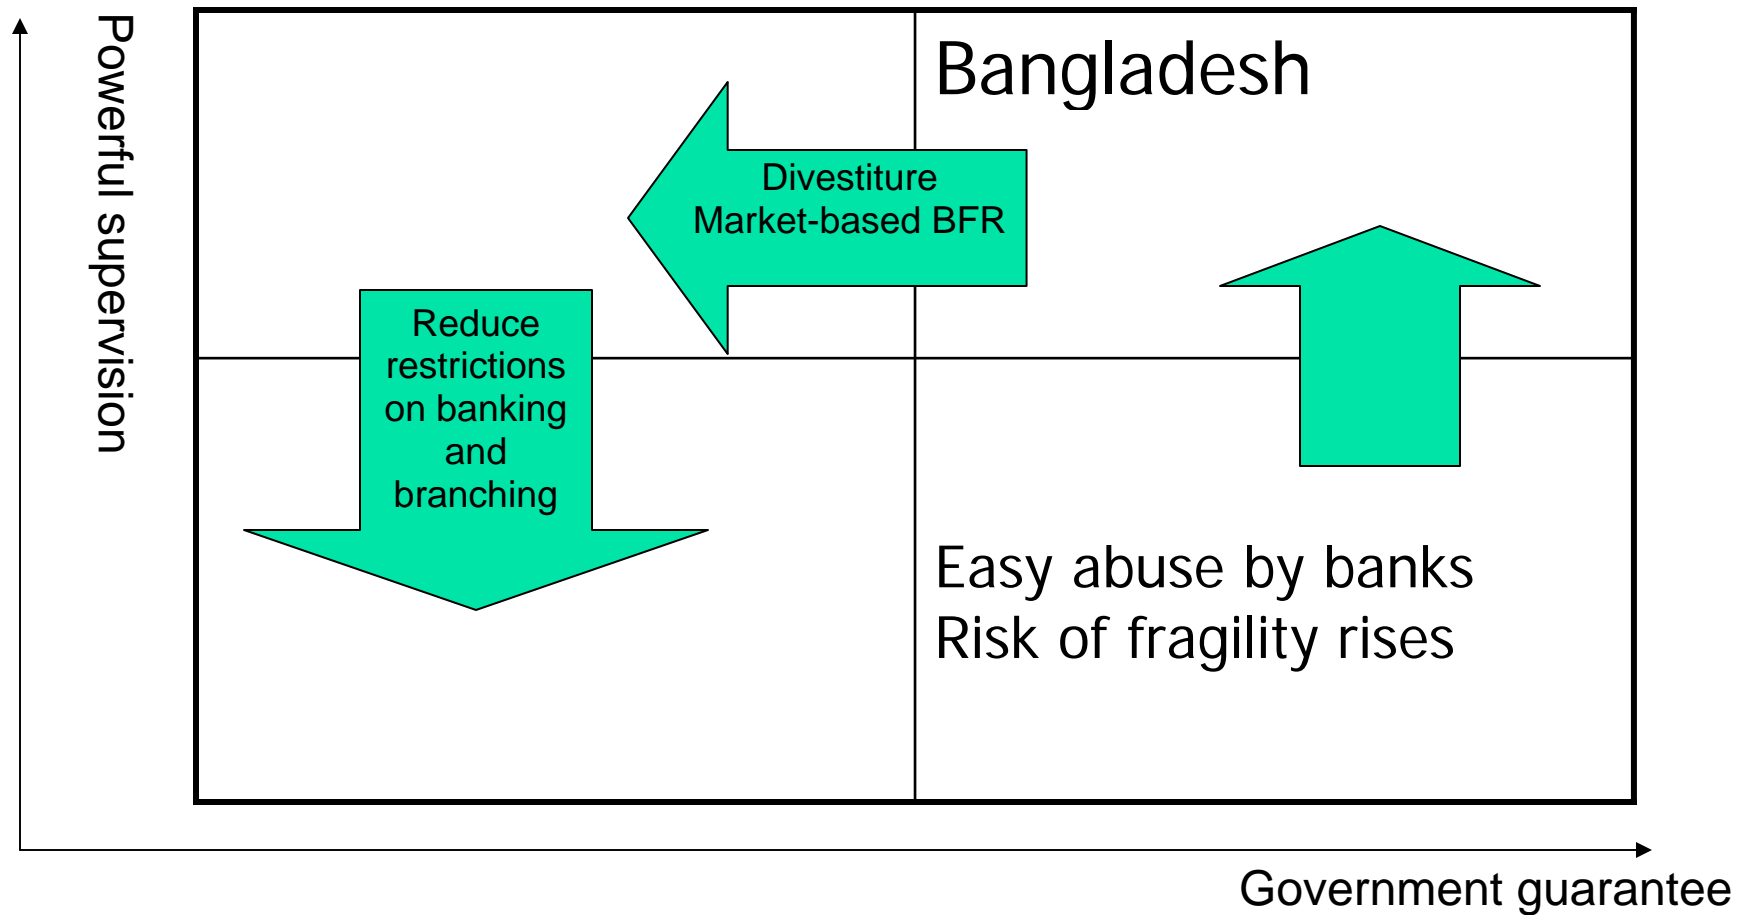 Powerful supervision
Bangladesh
Divestiture
Market-based BFR
Reduce
restrictions
on banking
and
branching
Easy abuse by banks
Risk of fragility rises
Government guarantee